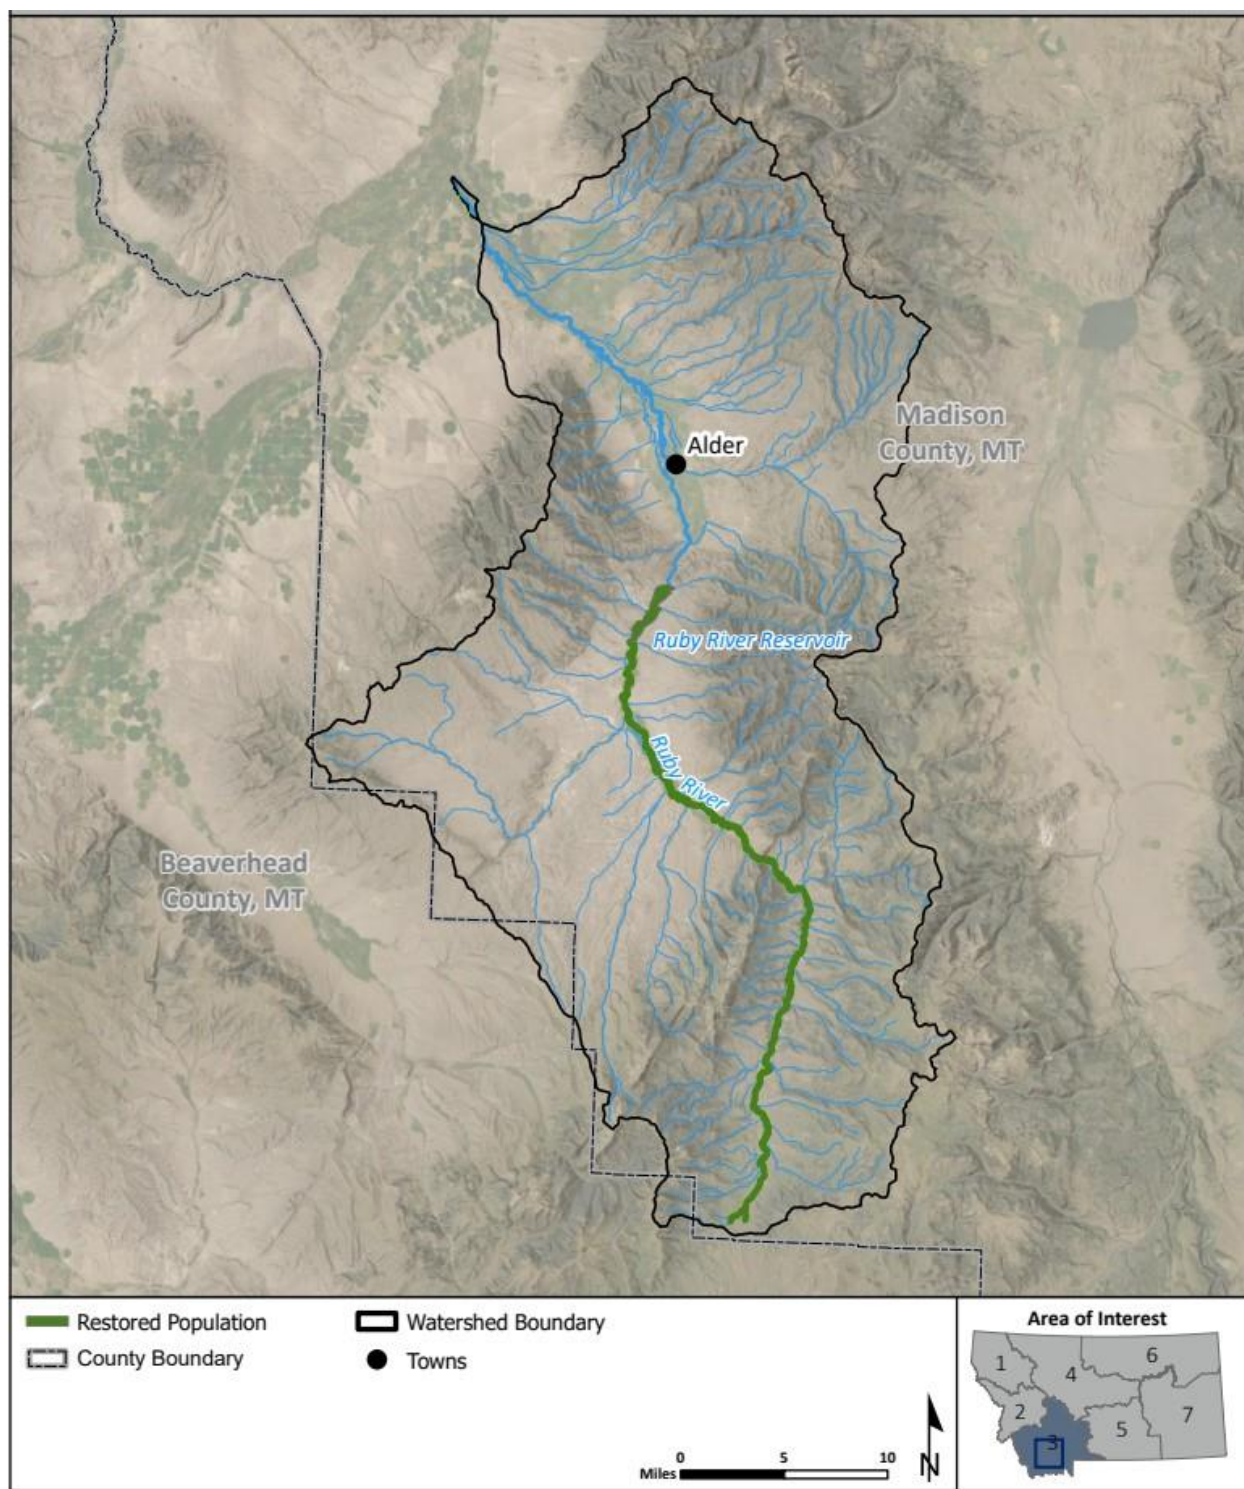 Alder
Madison
County, MT
Ruby River Reservoir
Ruby River
Beaverhead
County, MT
Restored Population
County Boundary
Watershed Boundary
Towns
0 5 10
Miles
N
Area of Interest
1
2
3
4
5
6
7